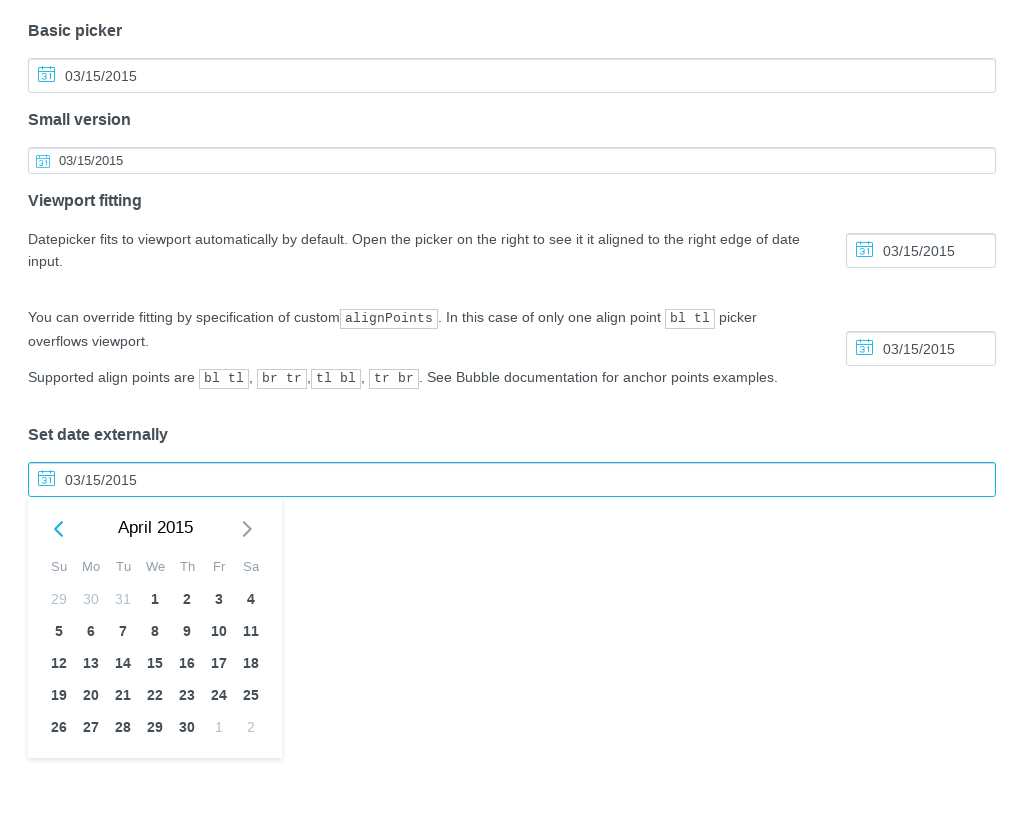 Basic picker
31 03/15/2015
Small version
31 03/15/2015
Viewport fitting
Datepicker fits to viewport automatically by default. Open the picker on the right to see it it aligned to the right edge of date
input.
31 03/15/2015
You can override fitting by specification of custom alignPoints. In this case of only one align point bl tl picker
overflows viewport.
31 03/15/2015
Supported align points are bl tl, br tr, tl bl, tr br. See Bubble documentation for anchor points examples.
Set date externally
31 03/15/2015
April 2015
Su Mo Tu We Th Fr Sa
29 30 31 1 2 3 4
5 6 7 8 9 10 11
12 13 14 15 16 17 18
19 20 21 22 23 24 25
26 27 28 29 30 1 2